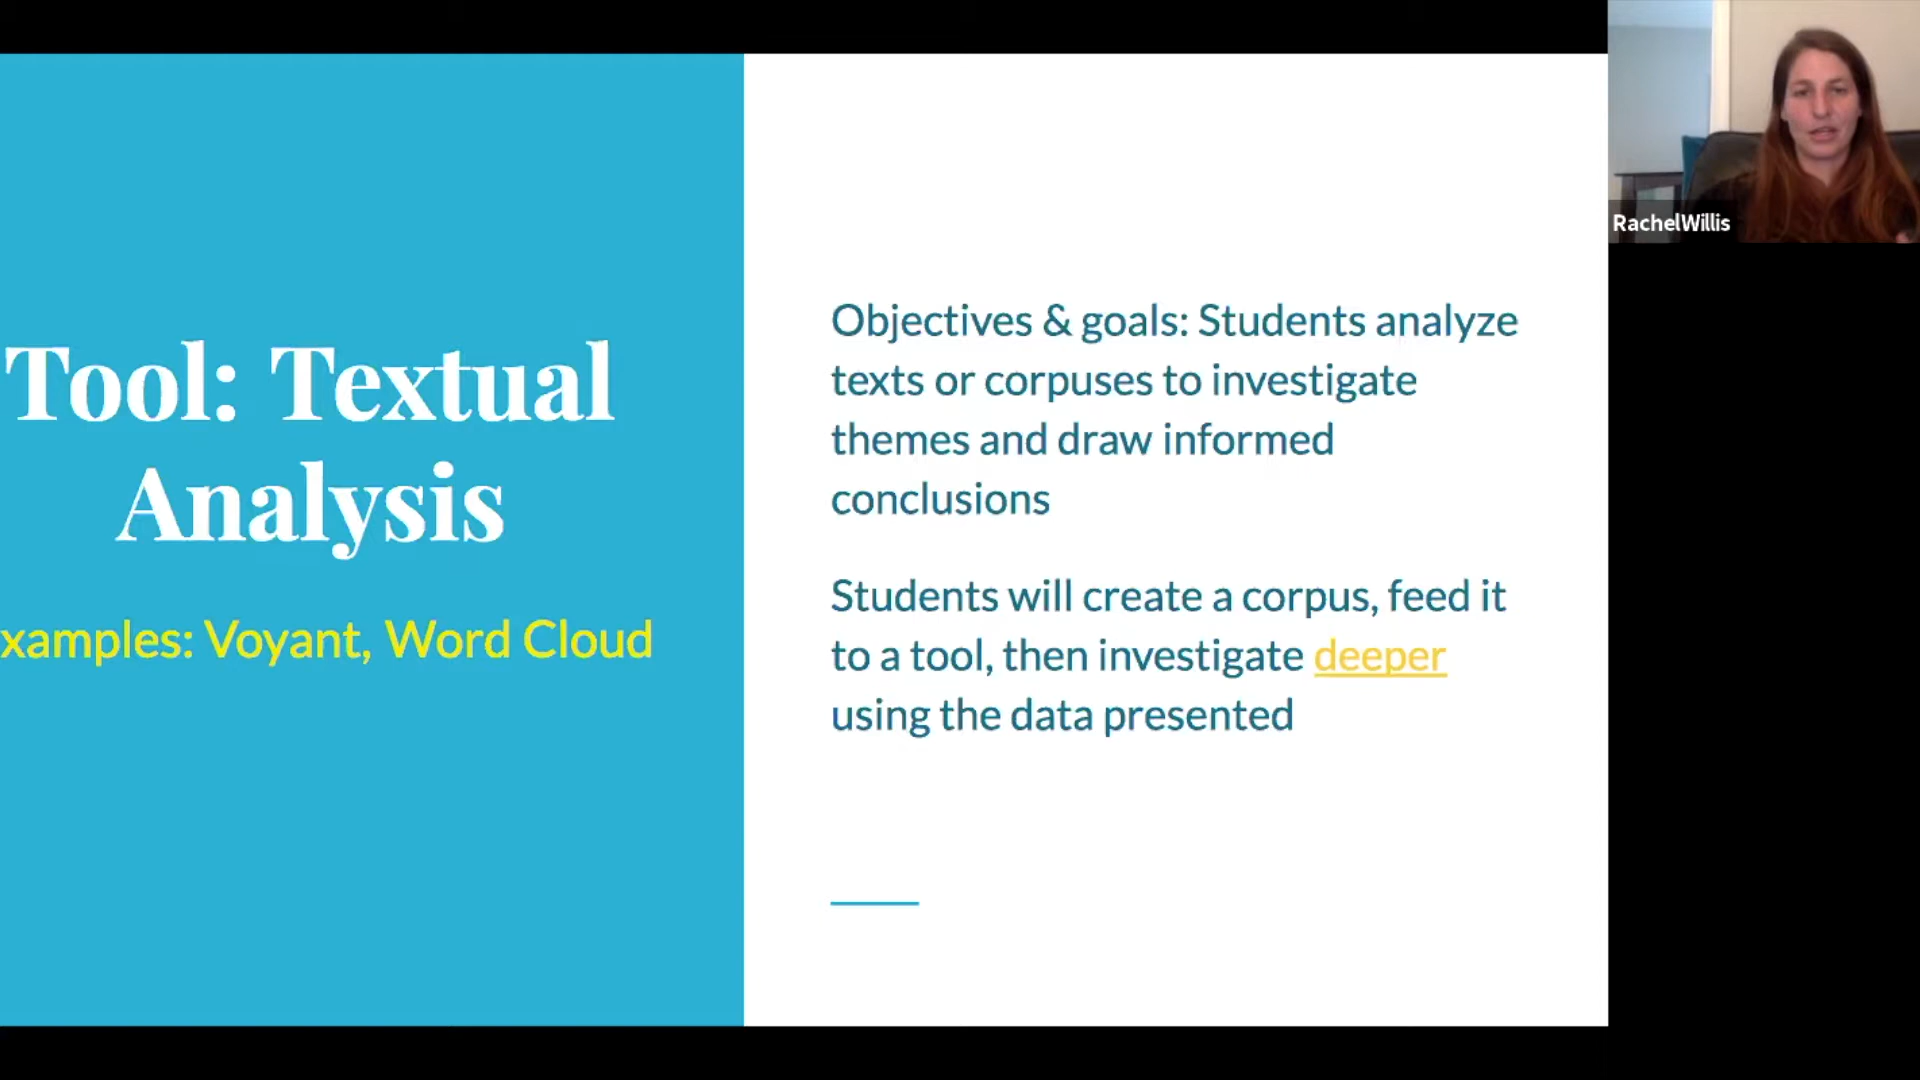 Tool: Textual
Analysis
xamples: Voyant, Word Cloud
Objectives & goals: Students analyze
texts or corpuses to investigate
themes and draw informed
conclusions
Students will create a corpus, feed it
to a tool, then investigate deeper
using the data presented
RachelWillis